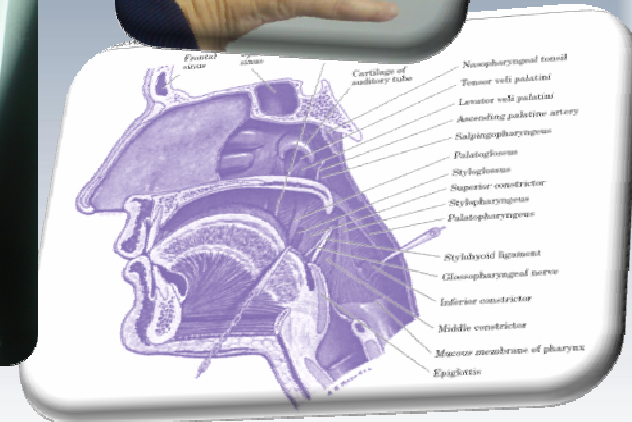 Frontal
sinus
sinus
Cartilage of
auditory tube
Nasopharyngeal tonsil
Tensor veli palatini
Levator veli palatini
Ascending palatine artery
Salpingopharyngeus
Palatoglossus
Styloglossus
Superior constrictor
Stylopharyngeus
Palatopharyngeus
Stylohyoid ligament
Glossopharyngeal nerve
Inferior constrictor
Middle constrictor
Mucous membrane of pharynx
Epiglottis